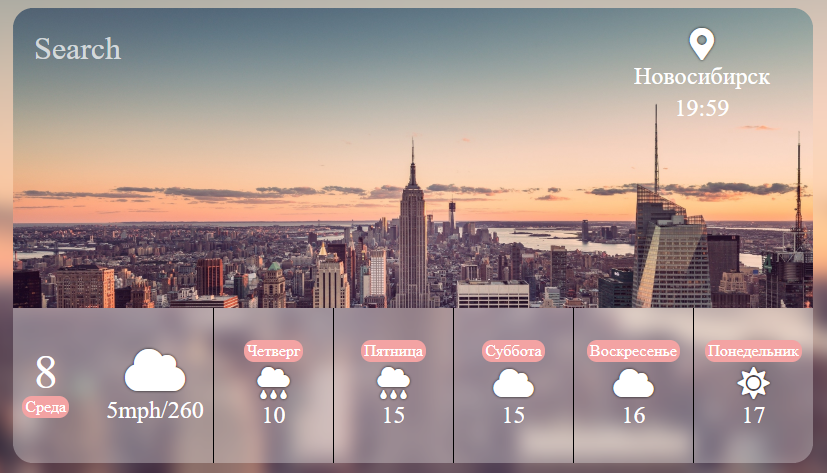 Search
Новосибирск
19:59
8
Среда
5mph/260
Четверг
10
Пятница
15
Суббота
15
Воскресенье
16
Понедельник
17